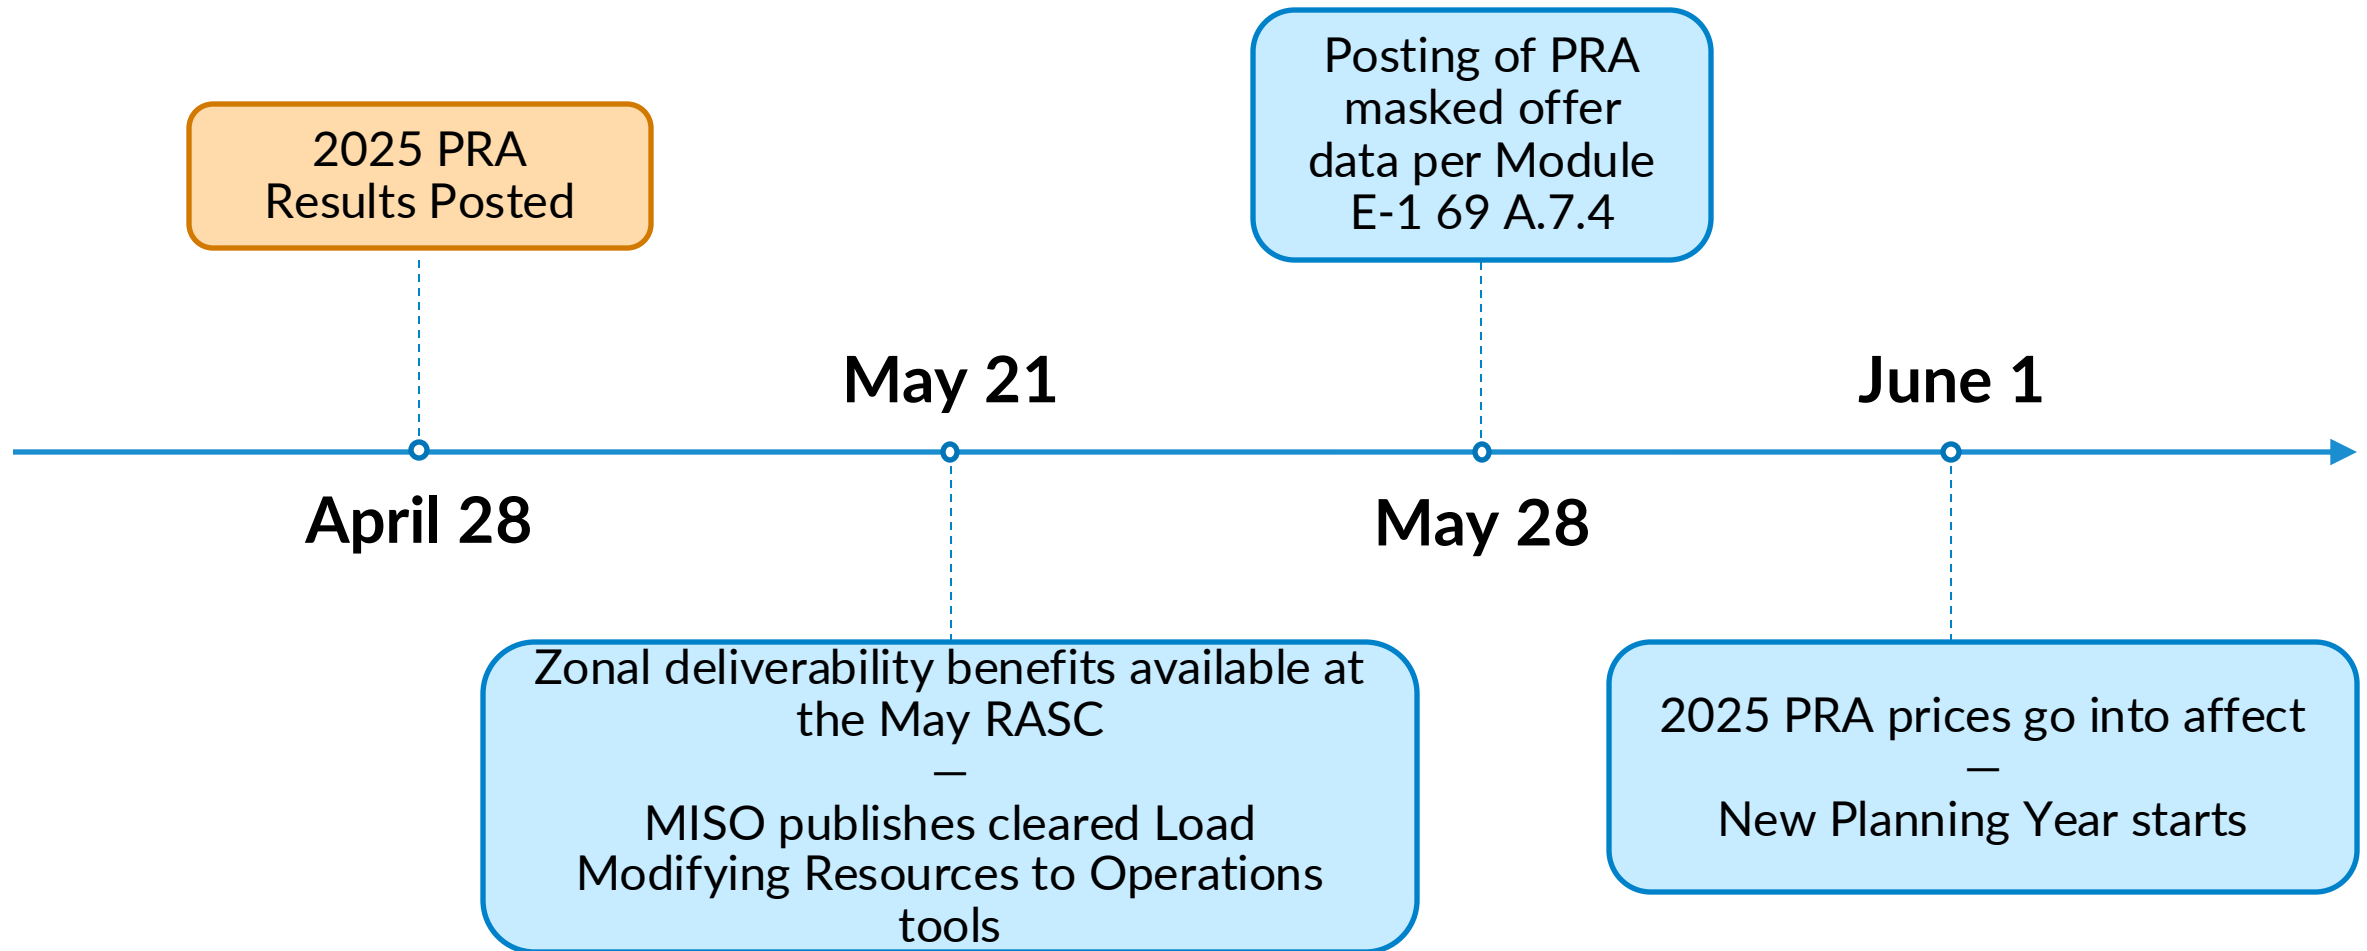 2025 PRA
Results Posted
April 28
May 21
Zonal deliverability benefits available at
the May RASC
—
MISO publishes cleared Load
Modifying Resources to Operations
tools
Posting of PRA
masked offer
data per Module
E-1 69 A.7.4
May 28
June 1
2025 PRA prices go into affect
—
New Planning Year starts